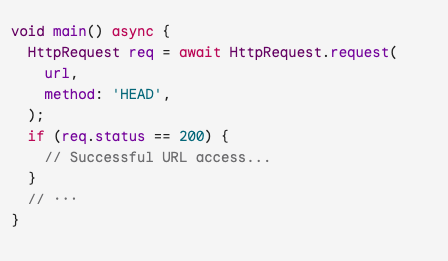 void main() async {
  HttpRequest req = await HttpRequest.request(
    url,
    method: 'HEAD',
  );
  if (req.status == 200) {
    // Successful URL access...
  }
  // ···
}